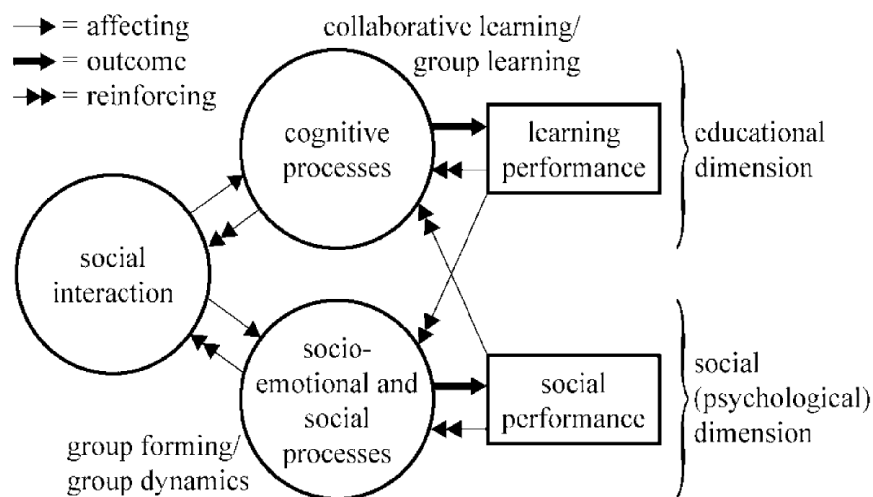 = affecting
= outcome
= reinforcing
collaborative learning/
group learning
cognitive
processes
learning
performance
educational
dimension
social
interaction
socio-
emotional and
social
processes
social
performance
social
(psychological)
dimension
group forming/
group dynamics